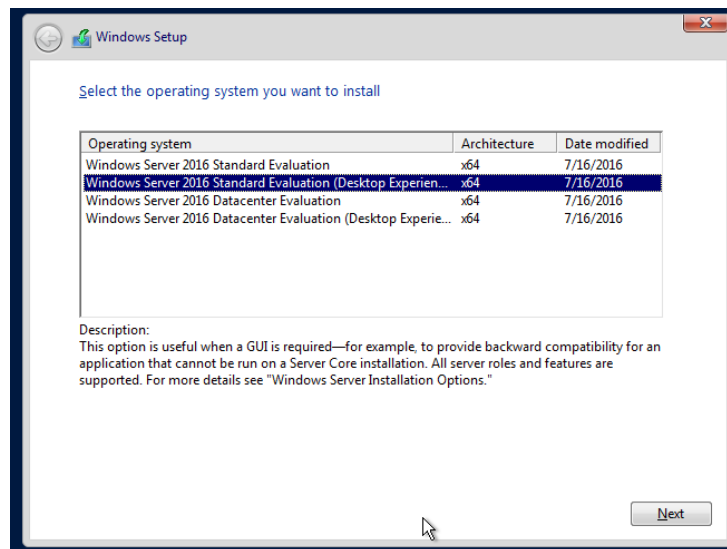 Windows Setup
Select the operating system you want to install
Operating system Architecture Date modified
Windows Server 2016 Standard Evaluation x64 7/16/2016
Windows Server 2016 Standard Evaluation (Desktop Experien... x64 7/16/2016
Windows Server 2016 Datacenter Evaluation x64 7/16/2016
Windows Server 2016 Datacenter Evaluation (Desktop Experie... x64 7/16/2016
Description:
This option is useful when a GUI is required—for example, to provide backward compatibility for an
application that cannot be run on a Server Core installation. All server roles and features are
supported. For more details see "Windows Server Installation Options."
Next